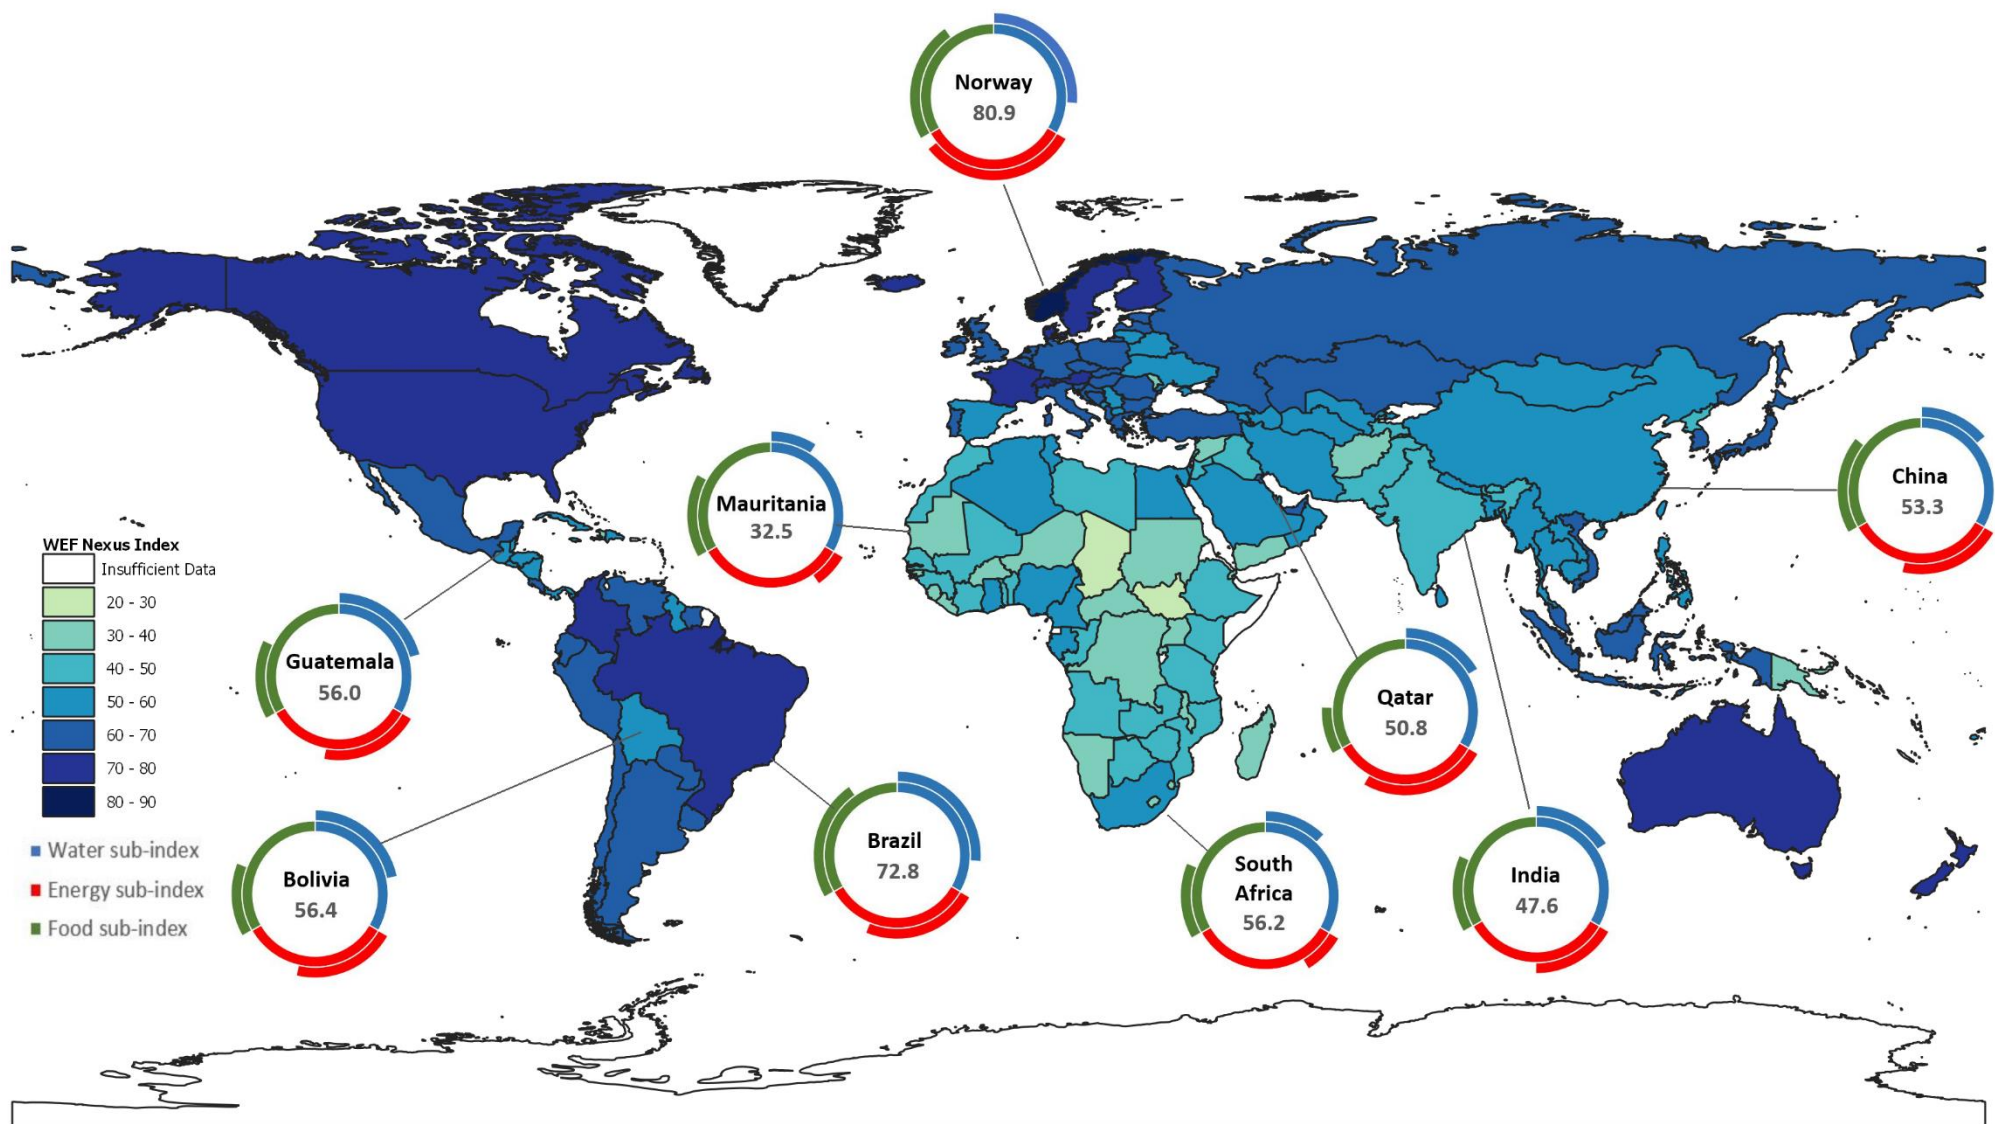 Norway
80.9
Mauritania
32.5
China
53.3
WEF Nexus Index
Insufficient Data
20 - 30
30 - 40
40 - 50
50 - 60
60 - 70
70 - 80
80 - 90
Guatemala
56.0
Qatar
50.8
Water sub-index
Energy sub-index
Food sub-index
Bolivia
56.4
Brazil
72.8
South
Africa
56.2
India
47.6